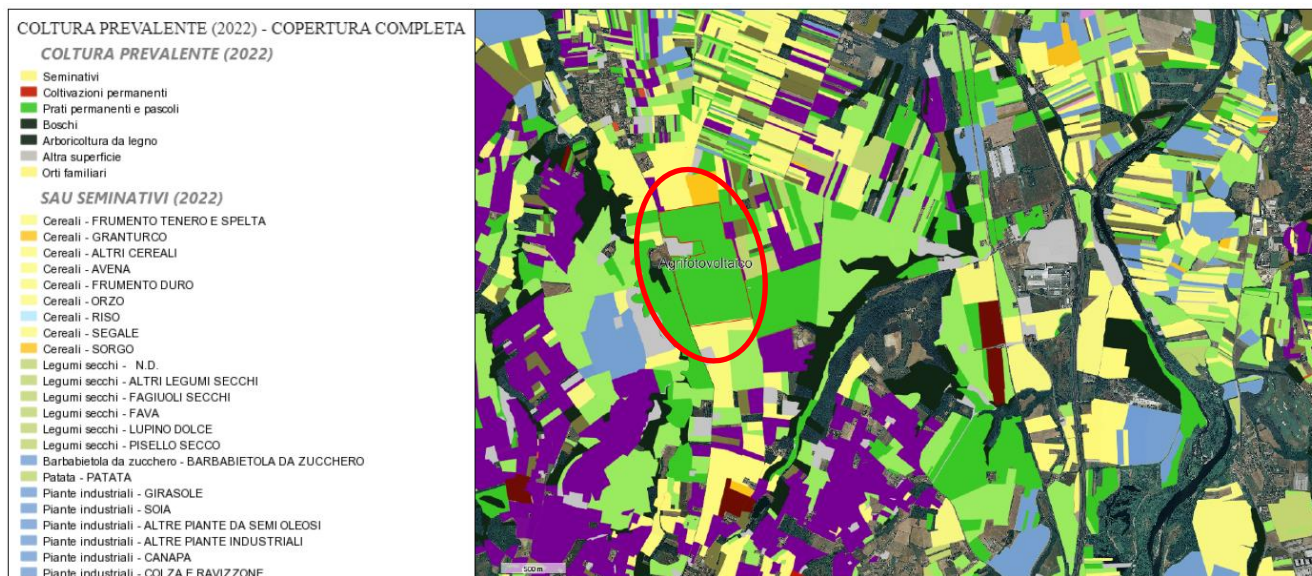 COLTURA PREVALENTE (2022) - COPERTURA COMPLETA
COLTURA PREVALENTE (2022)
Seminativi
Coltivazioni permanenti
Prati permanenti e pascoli
Boschi
Arboricoltura da legno
Altra superficie
Orti familiari
SAU SEMINATIVI (2022)
Cereali - FRUMENTO TENERO E SPELTA
Cereali - GRANTURCO
Cereali - ALTRI CEREALI
Cereali - AVENA
Cereali - FRUMENTO DURO
Cereali - ORZO
Cereali - RISO
Cereali - SEGALE
Cereali - SORGO
Legumi secchi - N.D.
Legumi secchi - ALTRI LEGUMI SECCHI
Legumi secchi - FAGIUOLI SECCHI
Legumi secchi - FAVA
Legumi secchi - LUPINO DOLCE
Legumi secchi - PISELLO SECCO
Barbabietola da zucchero - BARBABIETOLA DA ZUCCHERO
Patata - PATATA
Piante industriali - GIRASOLE
Piante industriali - SOIA
Piante industriali - ALTRE PIANTE DA SEMI OLEOSI
Piante industriali - ALTRE PIANTE INDUSTRIALI
Piante industriali - CANAPA
Piante industriali - COLZA E RAVIZZONE
Agrifotovoltaico
500 m